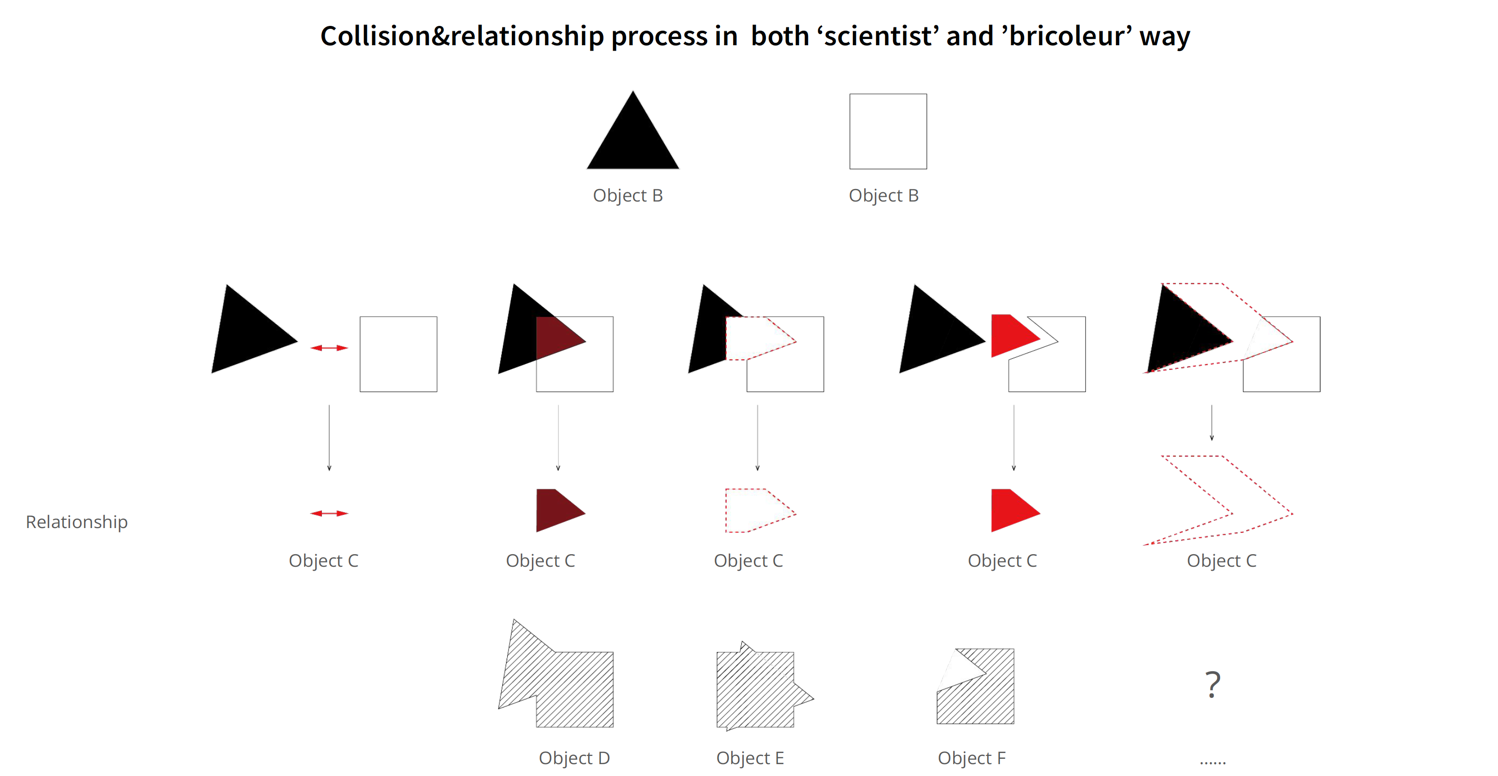 Collision&relationship process in both ‘scientist’ and ’bricoleur’ way
Object B
Object B
Relationship
Object C
Object C
Object C
Object C
Object C
?
Object D
Object E
Object F
......